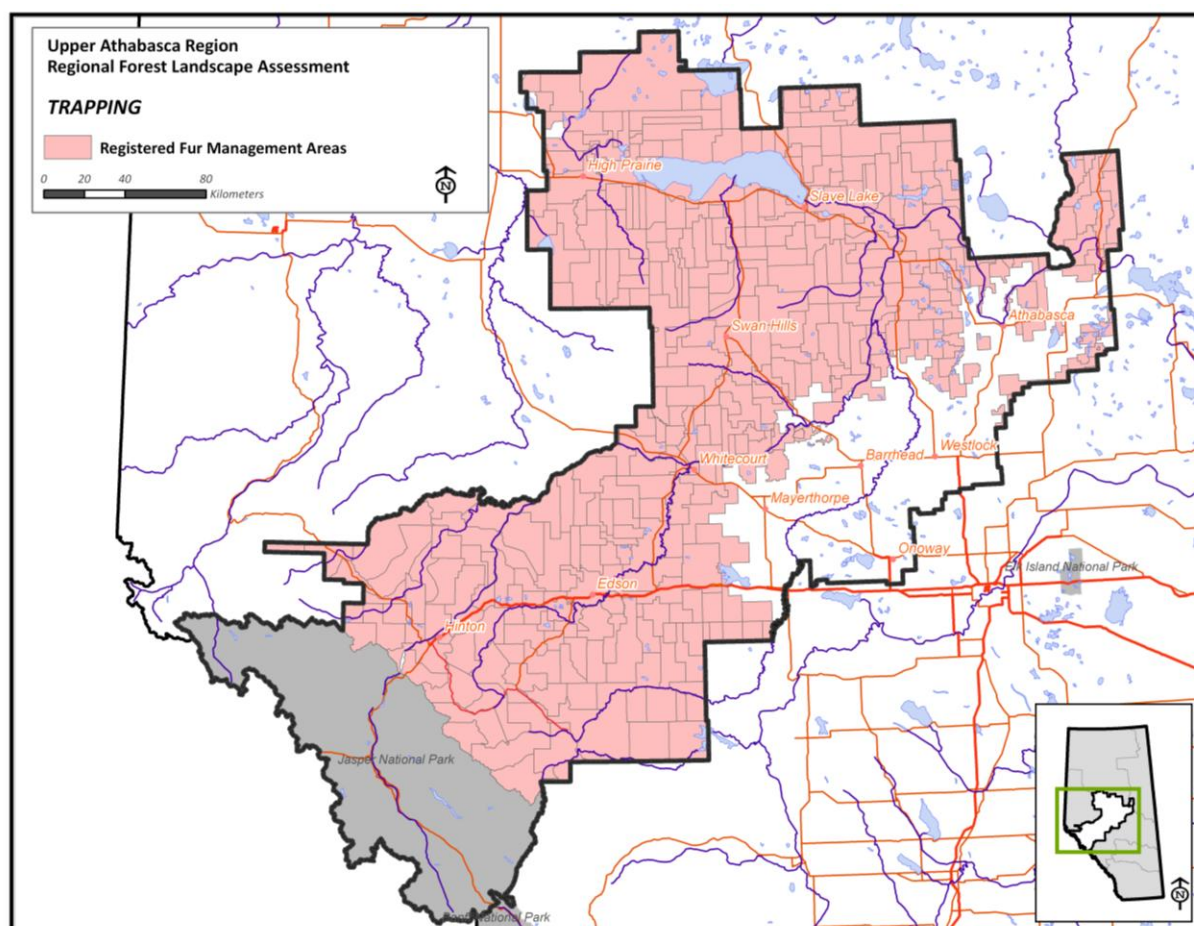 Upper Athabasca Region
Regional Forest Landscape Assessment
TRAPPING
Registered Fur Management Areas
0 20 40 80
Kilometers
N
High Prairie
Slave Lake
Athabasca
Swan Hills
Westlock
Barrhead
Whitecourt
Mayerthorpe
Onoway
Island National Park
Edson
Hinton
Jasper National Park
National Park
N